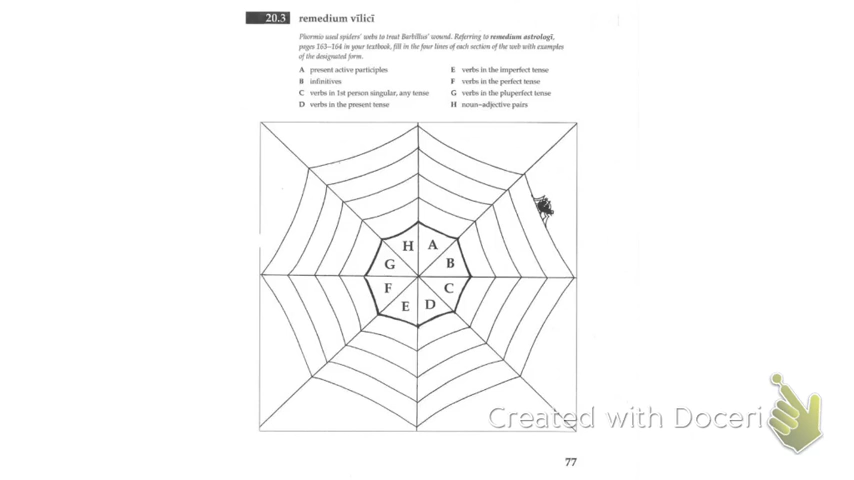 20.3 remedium vīlicī
Phormio used spiders' webs to treat Barbillus' wound. Referring to remedium astrologī,
pages 163–164 in your textbook, fill in the four lines of each section of the web with examples
of the designated form.
A present active participles
B infinitives
C verbs in 1st person singular, any tense
D verbs in the present tense
E verbs in the imperfect tense
F verbs in the perfect tense
G verbs in the pluperfect tense
H noun–adjective pairs
H A
G B
F C
E D
Created with Doceri
77